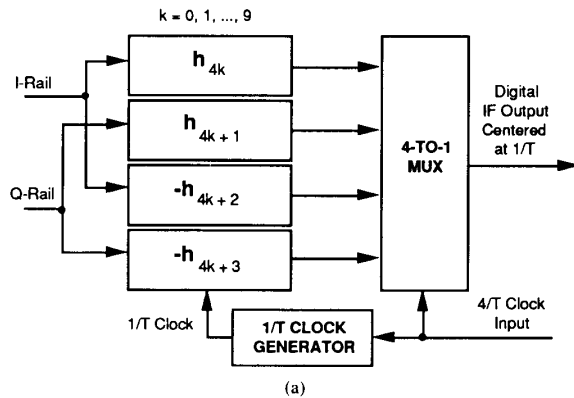 k = 0, 1, ..., 9
I-Rail
Q-Rail
h 4k
h 4k + 1
-h 4k + 2
-h 4k + 3
4-TO-1
MUX
Digital
IF Output
Centered
at 1/T
1/T Clock
1/T CLOCK
GENERATOR
4/T Clock
Input
(a)